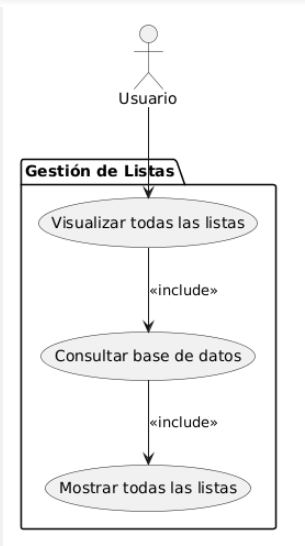 Usuario
Gestión de Listas
Visualizar todas las listas
«include»
Consultar base de datos
«include»
Mostrar todas las listas